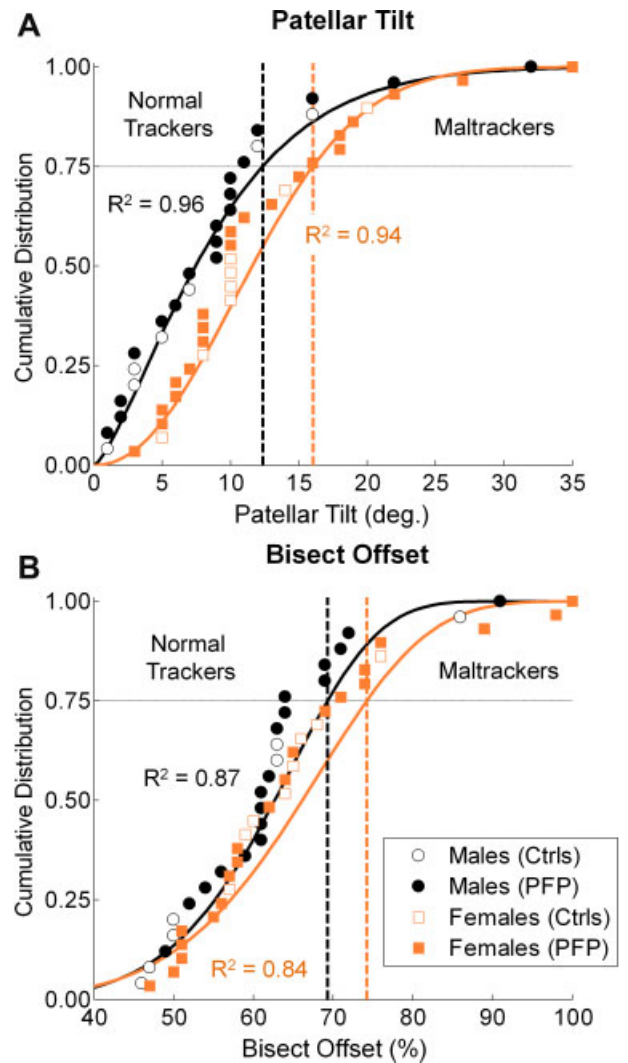 A
Patellar Tilt
1.00
0.75
0.50
0.25
0.00
Cumulative Distribution
Normal
Trackers
Maltrackers
R² = 0.96
R² = 0.94
0 5 10 15 20 25 30 35
Patellar Tilt (deg.)
B
Bisect Offset
1.00
0.75
0.50
0.25
0.00
Cumulative Distribution
Normal
Trackers
Maltrackers
R² = 0.87
R² = 0.84
Males (Ctrls)
Males (PFP)
Females (Ctrls)
Females (PFP)
40 50 60 70 80 90 100
Bisect Offset (%)